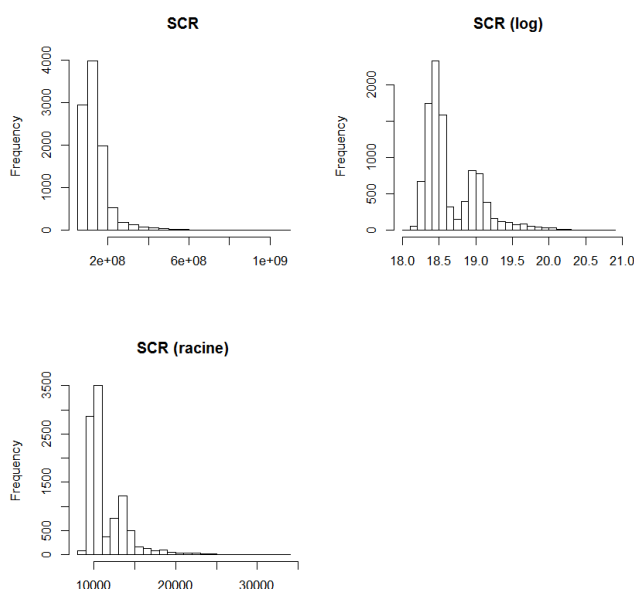 SCR
Frequency
0 1000 2000 3000 4000
2e+08 6e+08 1e+09
SCR (log)
Frequency
0 500 1000 2000
18.0 18.5 19.0 19.5 20.0 20.5 21.0
SCR (racine)
Frequency
0 500 1500 2500 3500
10000 20000 30000